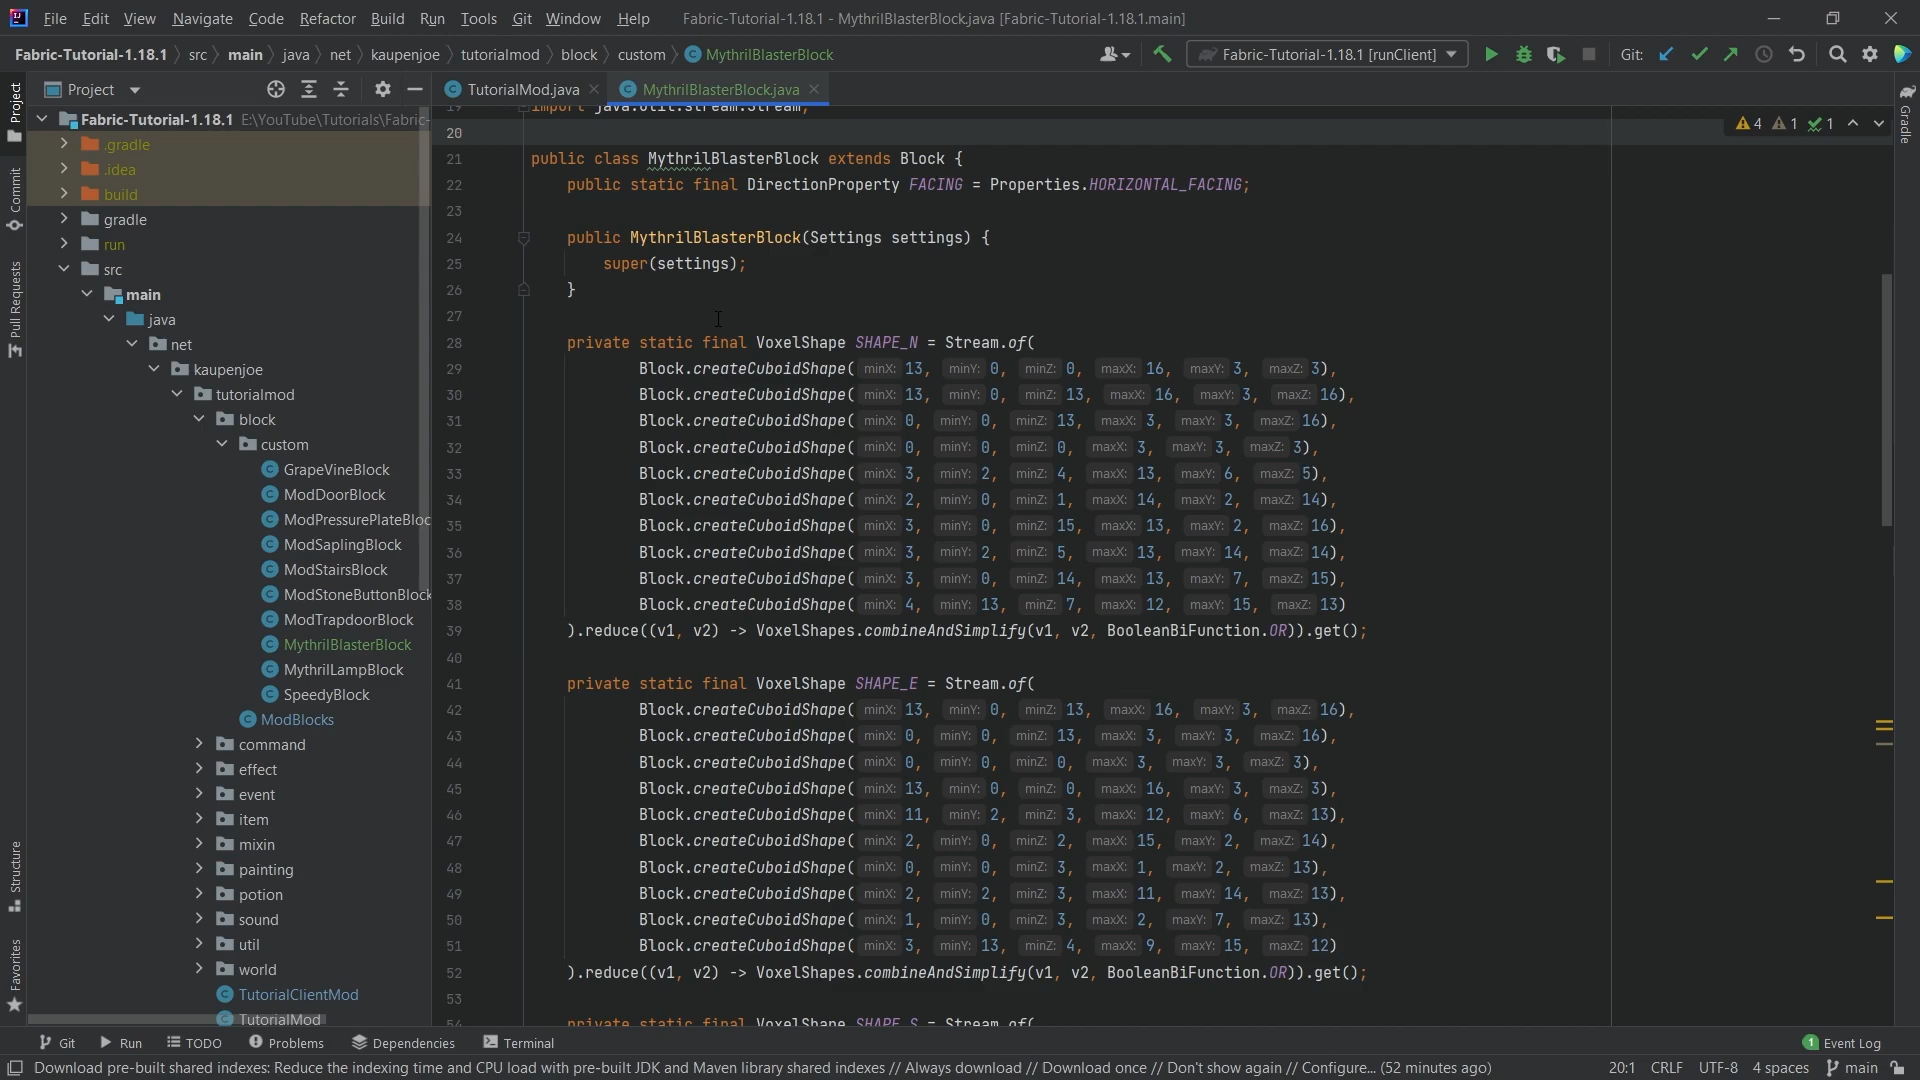 File Edit View Navigate Code Refactor Build Run Tools Git Window Help Fabric-Tutorial-1.18.1 - MythrilBlasterBlock.java [Fabric-Tutorial-1.18.1.main]
Fabric-Tutorial-1.18.1 src main java net kaupenjoe tutorialmod block custom MythrilBlasterBlock Fabric-Tutorial-1.18.1 [runClient] Git:
Project TutorialMod.java MythrilBlasterBlock.java
Project
Commit
Pull Requests
Structure
Favorites
Gradle
Fabric-Tutorial-1.18.1 E:\YouTube\Tutorials\Fabric-
.gradle
.idea
build
gradle
run
src
main
java
net
kaupenjoe
tutorialmod
block
custom
GrapeVineBlock
ModDoorBlock
ModPressurePlateBloc
ModSaplingBlock
ModStairsBlock
ModStoneButtonBlock
ModTrapdoorBlock
MythrilBlasterBlock
MythrilLampBlock
SpeedyBlock
ModBlocks
command
effect
event
item
mixin
painting
potion
sound
util
world
TutorialClientMod
TutorialMod
4 1 1
19 import java.util.stream.Stream;
20
21 public class MythrilBlasterBlock extends Block {
22 public static final DirectionProperty FACING = Properties.HORIZONTAL_FACING;
23
24 public MythrilBlasterBlock(Settings settings) {
25 super(settings);
26 }
27
28 private static final VoxelShape SHAPE_N = Stream.of(
29 Block.createCuboidShape( minX: 13, minY: 0, minZ: 0, maxX: 16, maxY: 3, maxZ: 3),
30 Block.createCuboidShape( minX: 13, minY: 0, minZ: 13, maxX: 16, maxY: 3, maxZ: 16),
31 Block.createCuboidShape( minX: 0, minY: 0, minZ: 13, maxX: 3, maxY: 3, maxZ: 16),
32 Block.createCuboidShape( minX: 0, minY: 0, minZ: 0, maxX: 3, maxY: 3, maxZ: 3),
33 Block.createCuboidShape( minX: 3, minY: 2, minZ: 4, maxX: 13, maxY: 6, maxZ: 5),
34 Block.createCuboidShape( minX: 2, minY: 0, minZ: 1, maxX: 14, maxY: 2, maxZ: 14),
35 Block.createCuboidShape( minX: 3, minY: 0, minZ: 15, maxX: 13, maxY: 2, maxZ: 16),
36 Block.createCuboidShape( minX: 3, minY: 2, minZ: 5, maxX: 13, maxY: 14, maxZ: 14),
37 Block.createCuboidShape( minX: 3, minY: 0, minZ: 14, maxX: 13, maxY: 7, maxZ: 15),
38 Block.createCuboidShape( minX: 4, minY: 13, minZ: 7, maxX: 12, maxY: 15, maxZ: 13)
39 ).reduce((v1, v2) -> VoxelShapes.combineAndSimplify(v1, v2, BooleanBiFunction.OR)).get();
40
41 private static final VoxelShape SHAPE_E = Stream.of(
42 Block.createCuboidShape( minX: 13, minY: 0, minZ: 13, maxX: 16, maxY: 3, maxZ: 16),
43 Block.createCuboidShape( minX: 0, minY: 0, minZ: 13, maxX: 3, maxY: 3, maxZ: 16),
44 Block.createCuboidShape( minX: 0, minY: 0, minZ: 0, maxX: 3, maxY: 3, maxZ: 3),
45 Block.createCuboidShape( minX: 13, minY: 0, minZ: 0, maxX: 16, maxY: 3, maxZ: 3),
46 Block.createCuboidShape( minX: 11, minY: 2, minZ: 3, maxX: 12, maxY: 6, maxZ: 13),
47 Block.createCuboidShape( minX: 2, minY: 0, minZ: 2, maxX: 15, maxY: 2, maxZ: 14),
48 Block.createCuboidShape( minX: 0, minY: 0, minZ: 3, maxX: 1, maxY: 2, maxZ: 13),
49 Block.createCuboidShape( minX: 2, minY: 2, minZ: 3, maxX: 11, maxY: 14, maxZ: 13),
50 Block.createCuboidShape( minX: 1, minY: 0, minZ: 3, maxX: 2, maxY: 7, maxZ: 13),
51 Block.createCuboidShape( minX: 3, minY: 13, minZ: 4, maxX: 9, maxY: 15, maxZ: 12)
52 ).reduce((v1, v2) -> VoxelShapes.combineAndSimplify(v1, v2, BooleanBiFunction.OR)).get();
53
54 private static final VoxelShape SHAPE_S = Stream.of(
Git Run TODO Problems Dependencies Terminal 1 Event Log
Download pre-built shared indexes: Reduce the indexing time and CPU load with pre-built JDK and Maven library shared indexes // Always download // Download once // Don't show again // Configure... (52 minutes ago) 20:1 CRLF UTF-8 4 spaces main